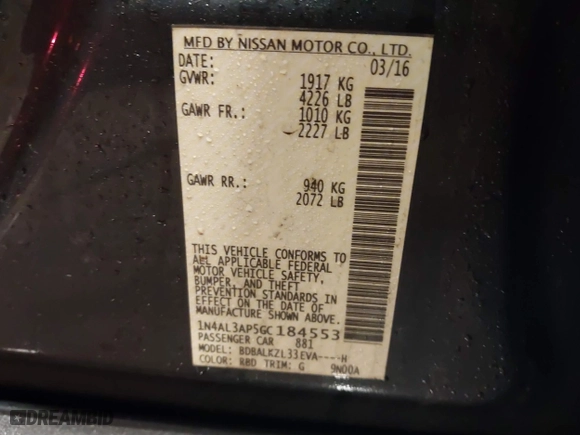 MFD BY NISSAN MOTOR CO., LTD.
DATE: 03/16
GVWR: 1917 KG
4226 LB
GAWR FR.: 1010 KG
2227 LB
GAWR RR.: 940 KG
2072 LB
THIS VEHICLE CONFORMS TO
ALL APPLICABLE FEDERAL
MOTOR VEHICLE SAFETY,
BUMPER, AND THEFT
PREVENTION STANDARDS IN
EFFECT ON THE DATE OF
MANUFACTURE SHOWN ABOVE.
1N4AL3AP5GC184553
PASSENGER CAR 881
MODEL: BDBALKZL33EVA----H
COLOR: RBD TRIM: G 9N00A
DREAMBID